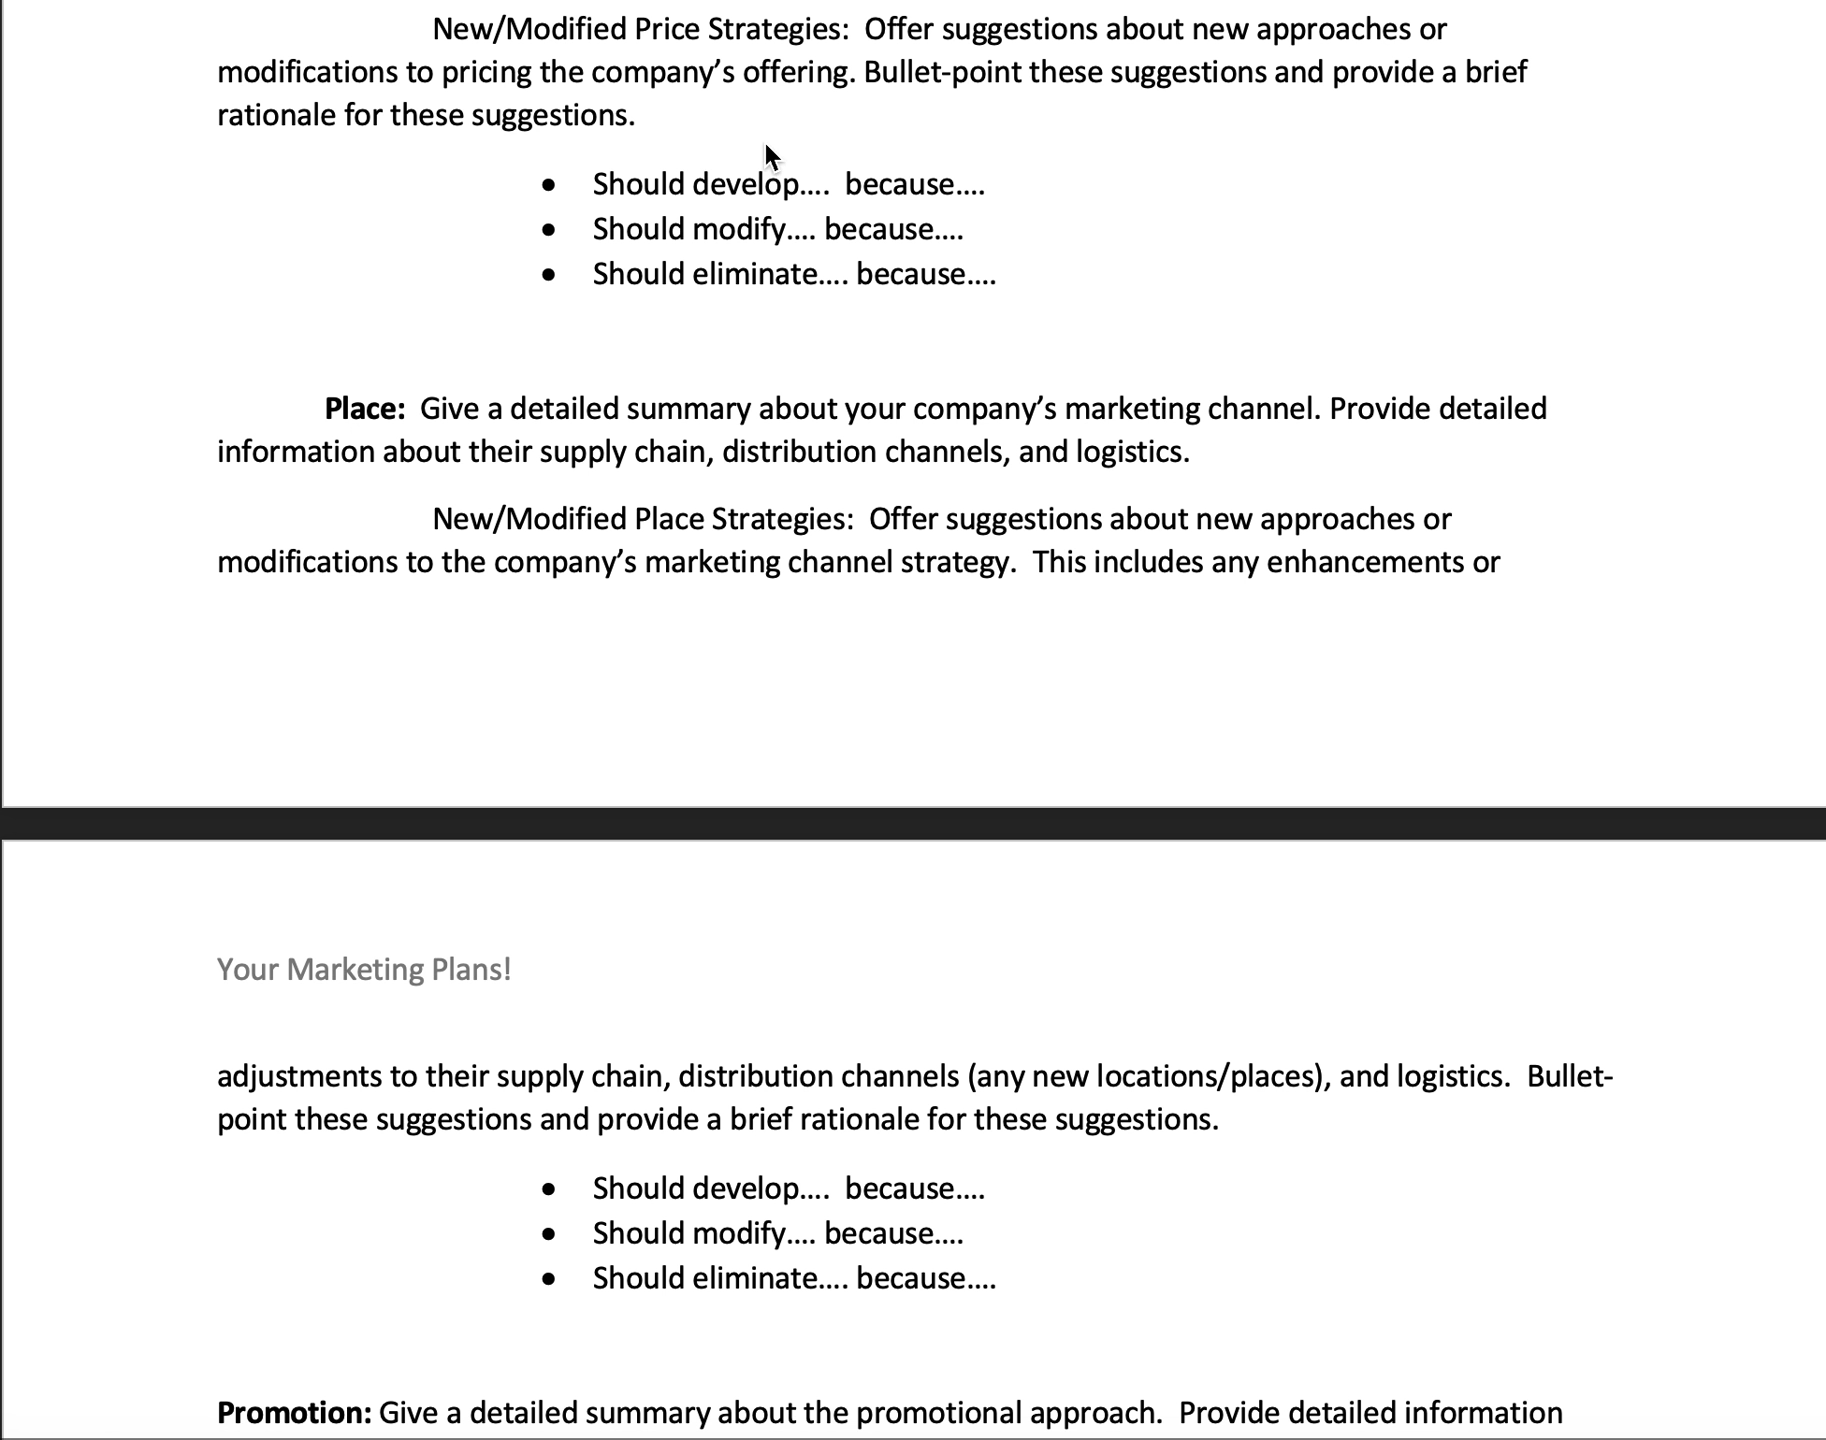 New/Modified Price Strategies:  Offer suggestions about new approaches or
modifications to pricing the company’s offering. Bullet-point these suggestions and provide a brief
rationale for these suggestions.
• Should develop....  because....
• Should modify.... because....
• Should eliminate.... because....
Place:  Give a detailed summary about your company’s marketing channel. Provide detailed
information about their supply chain, distribution channels, and logistics.
New/Modified Place Strategies:  Offer suggestions about new approaches or
modifications to the company’s marketing channel strategy.  This includes any enhancements or
Your Marketing Plans!
adjustments to their supply chain, distribution channels (any new locations/places), and logistics.  Bullet-
point these suggestions and provide a brief rationale for these suggestions.
• Should develop....  because....
• Should modify.... because....
• Should eliminate.... because....
Promotion: Give a detailed summary about the promotional approach.  Provide detailed information